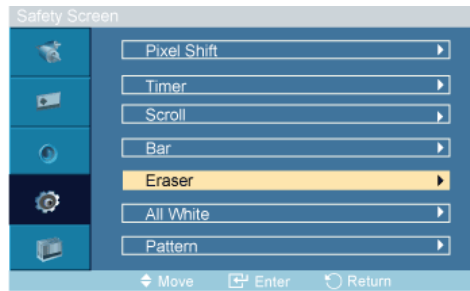 Safety Screen
Pixel Shift
Timer
Scroll
Bar
Eraser
All White
Pattern
Move Enter Return